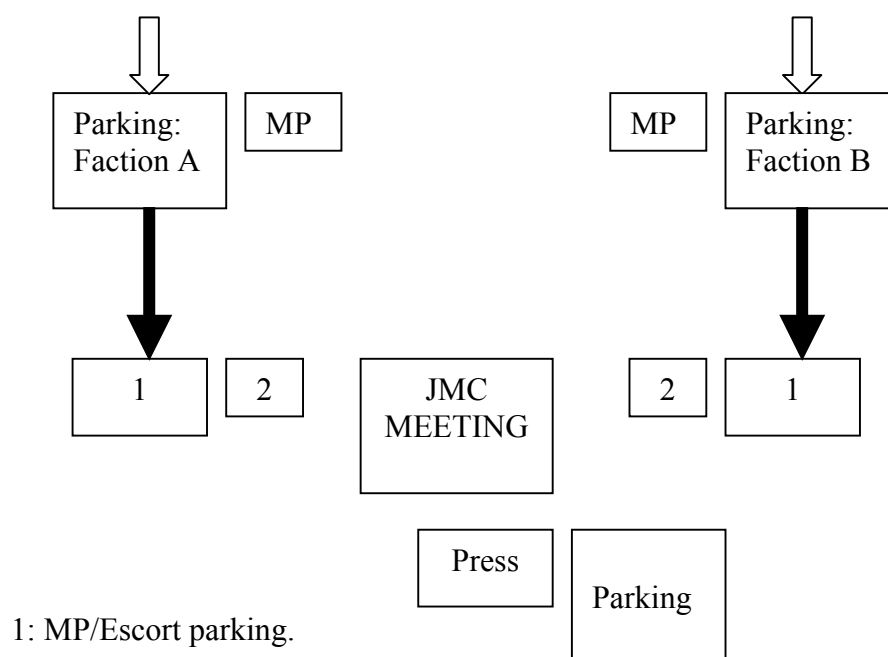 Parking:
Faction A
MP
MP
Parking:
Faction B
1
2
JMC
MEETING
2
1
Press
Parking
1: MP/Escort parking.